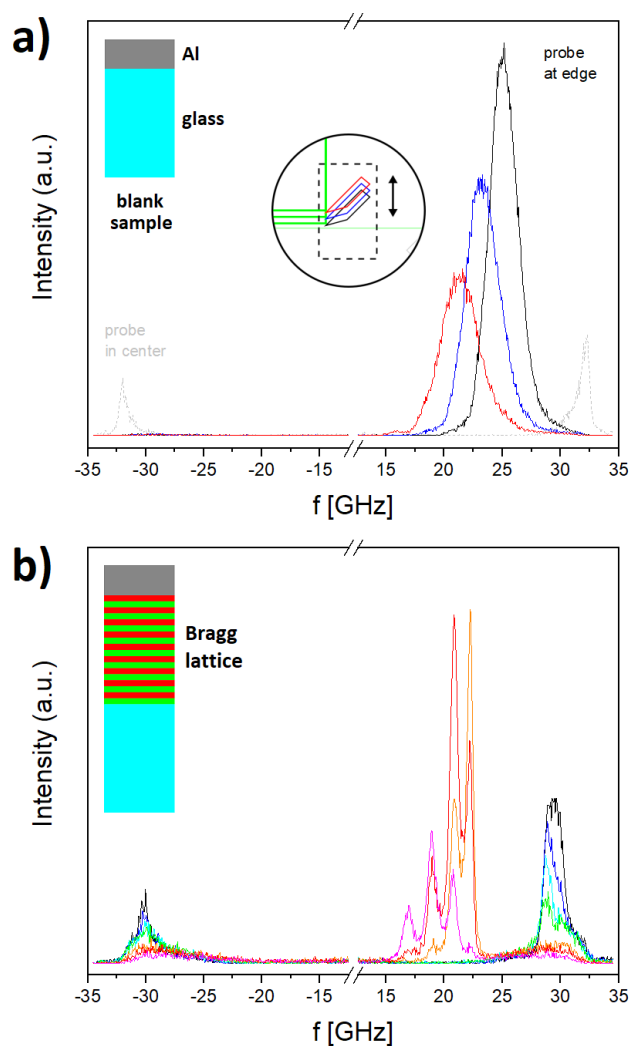 a)
Al
glass
blank
sample
probe
at edge
probe
in center
Intensity (a.u.)
-35 -30 -25 -20 -15 15 20 25 30 35
f [GHz]
b)
Bragg
lattice
Intensity (a.u.)
-35 -30 -25 -20 -15 15 20 25 30 35
f [GHz]